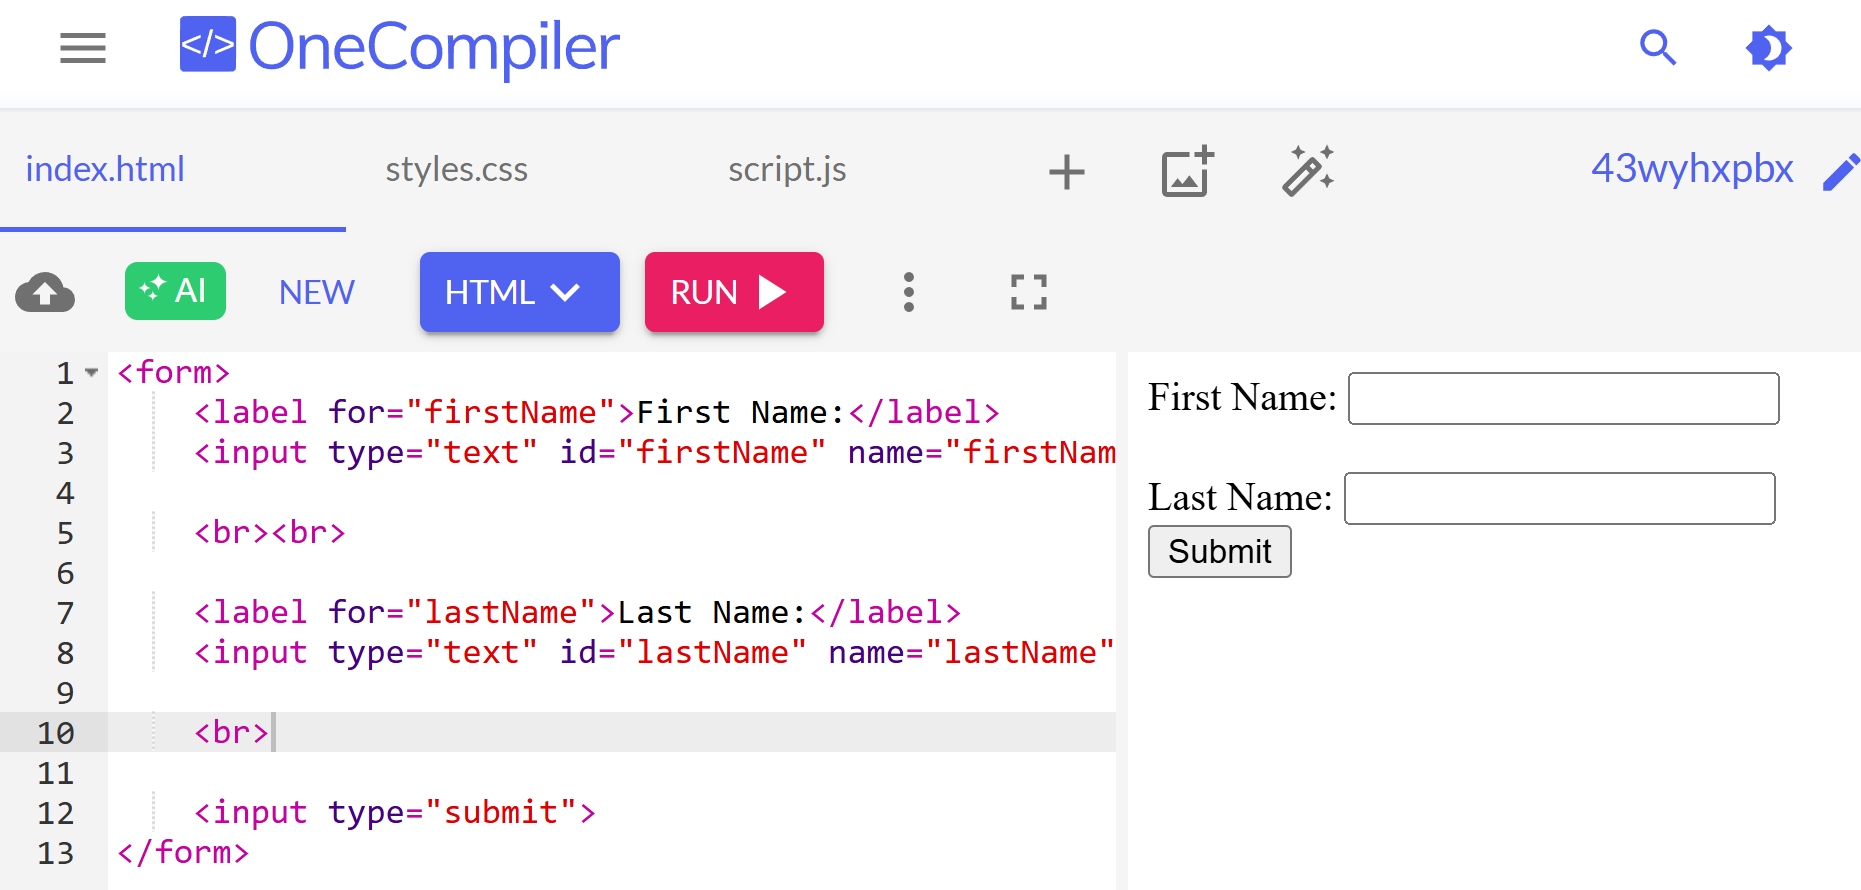 </> OneCompiler
index.html styles.css script.js 43wyhxpbx
AI NEW HTML RUN
1 <form>
2 <label for="firstName">First Name:</label>
3 <input type="text" id="firstName" name="firstNam
4
5 <br><br>
6
7 <label for="lastName">Last Name:</label>
8 <input type="text" id="lastName" name="lastName"
9
10 <br>
11
12 <input type="submit">
13 </form>
First Name:
Last Name:
Submit